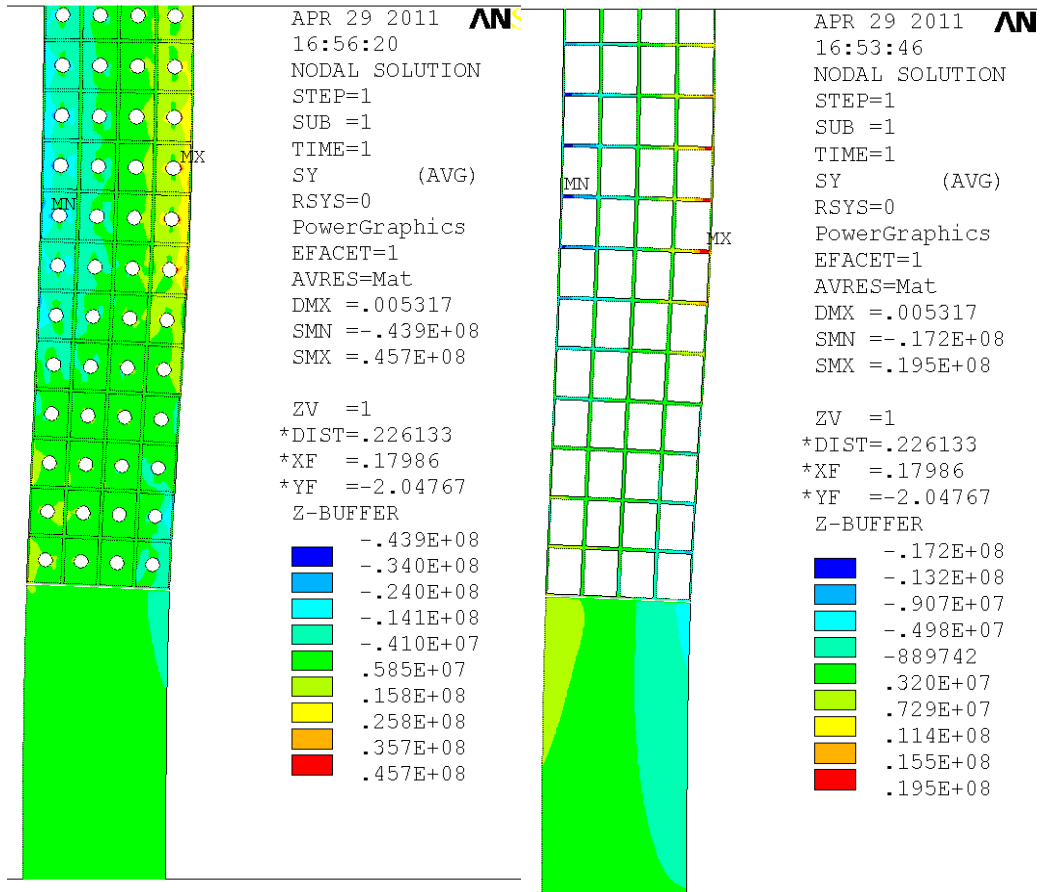 APR 29 2011
16:56:20
NODAL SOLUTION
STEP=1
SUB =1
TIME=1
SY (AVG)
RSYS=0
PowerGraphics
EFACET=1
AVRES=Mat
DMX =.005317
SMN =-.439E+08
SMX =.457E+08
ZV =1
*DIST=.226133
*XF =.17986
*YF =-2.04767
Z-BUFFER
-.439E+08
-.340E+08
-.240E+08
-.141E+08
-.410E+07
.585E+07
.158E+08
.258E+08
.357E+08
.457E+08
MX
MN
ANS
APR 29 2011
16:53:46
NODAL SOLUTION
STEP=1
SUB =1
TIME=1
SY (AVG)
RSYS=0
PowerGraphics
EFACET=1
AVRES=Mat
DMX =.005317
SMN =-.172E+08
SMX =.195E+08
ZV =1
*DIST=.226133
*XF =.17986
*YF =-2.04767
Z-BUFFER
-.172E+08
-.132E+08
-.907E+07
-.498E+07
-889742
.320E+07
.729E+07
.114E+08
.155E+08
.195E+08
MN
MX
AN